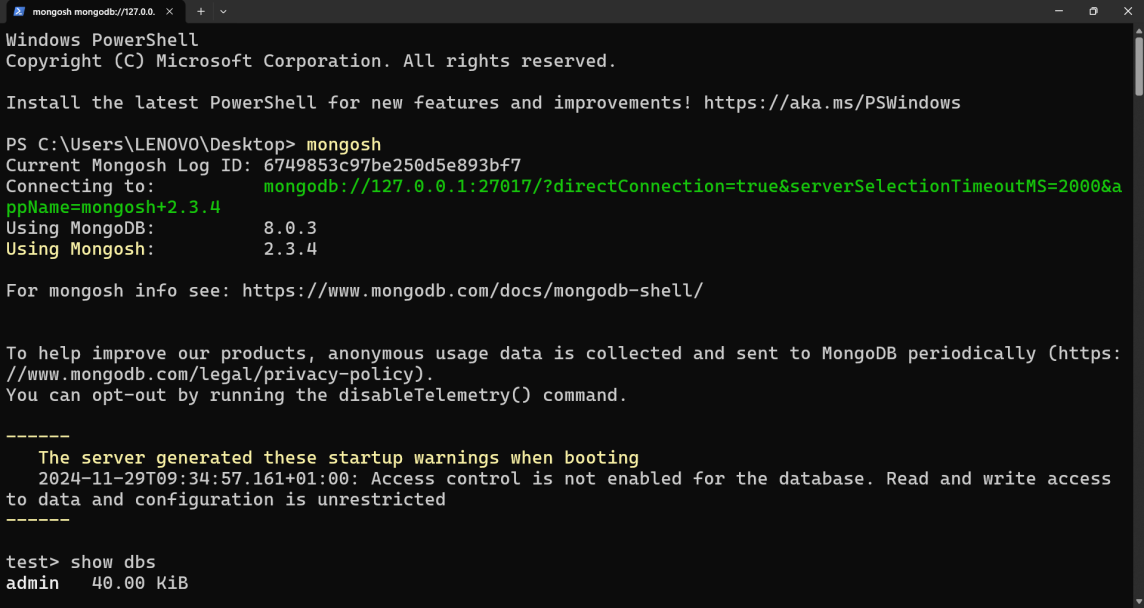 mongosh mongodb://127.0.0.
Windows PowerShell
Copyright (C) Microsoft Corporation. All rights reserved.
Install the latest PowerShell for new features and improvements! https://aka.ms/PSWindows
PS C:\Users\LENOVO\Desktop> mongosh
Current Mongosh Log ID: 6749853c97be250d5e893bf7
Connecting to:          mongodb://127.0.0.1:27017/?directConnection=true&serverSelectionTimeoutMS=2000&a
ppName=mongosh+2.3.4
Using MongoDB:          8.0.3
Using Mongosh:          2.3.4
For mongosh info see: https://www.mongodb.com/docs/mongodb-shell/
To help improve our products, anonymous usage data is collected and sent to MongoDB periodically (https:
//www.mongodb.com/legal/privacy-policy).
You can opt-out by running the disableTelemetry() command.
------
   The server generated these startup warnings when booting
   2024-11-29T09:34:57.161+01:00: Access control is not enabled for the database. Read and write access
to data and configuration is unrestricted
------
test> show dbs
admin   40.00 KiB